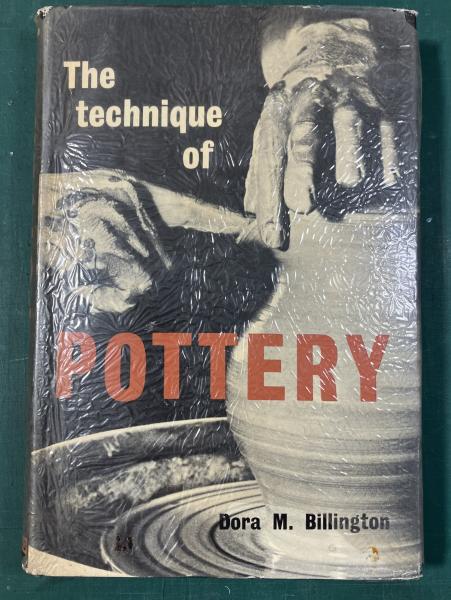 The
technique
of
POTTERY
Dora M. Billington